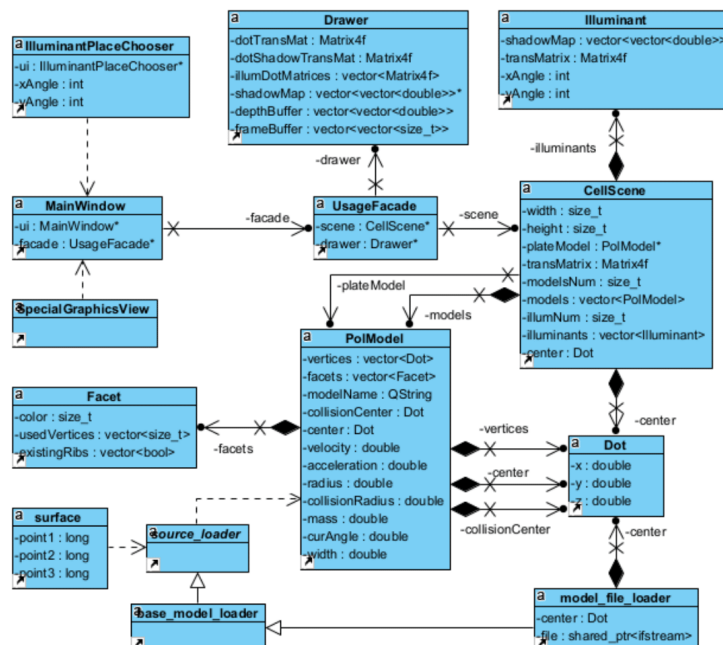 a
Drawer
-dotTransMat : Matrix4f
-dotShadowTransMat : Matrix4f
-illumDotMatrices : vector<Matrix4f>
-shadowMap : vector<vector<double>>*
-depthBuffer : vector<vector<double>>
-frameBuffer : vector<vector<size_t>>
a
Illuminant
-shadowMap : vector<vector<double>>
-transMatrix : Matrix4f
-xAngle : int
-yAngle : int
a
IlluminantPlaceChooser
-ui : IlluminantPlaceChooser*
-xAngle : int
-yAngle : int
-drawer
-illuminants
a
MainWindow
-ui : MainWindow*
-facade : UsageFacade*
-facade
a
UsageFacade
-scene : CellScene*
-drawer : Drawer*
-scene
a
CellScene
-width : size_t
-height : size_t
-plateModel : PolModel*
-transMatrix : Matrix4f
-modelsNum : size_t
-models : vector<PolModel>
-illumNum : size_t
-illuminants : vector<Illuminant>
-center : Dot
a
SpecialGraphicsView
-plateModel
-models
a
PolModel
-vertices : vector<Dot>
-facets : vector<Facet>
-modelName : QString
-collisionCenter : Dot
-center : Dot
-velocity : double
-acceleration : double
-radius : double
-collisionRadius : double
-mass : double
-curAngle : double
-width : double
a
Facet
-color : size_t
-usedVertices : vector<size_t>
-existingRibs : vector<bool>
-facets
-vertices
-center
-collisionCenter
-center
a
Dot
-x : double
-y : double
-z : double
-center
a
surface
-point1 : long
-point2 : long
-point3 : long
a
source_loader
a
base_model_loader
a
model_file_loader
-center : Dot
-file : shared_ptr<ifstream>